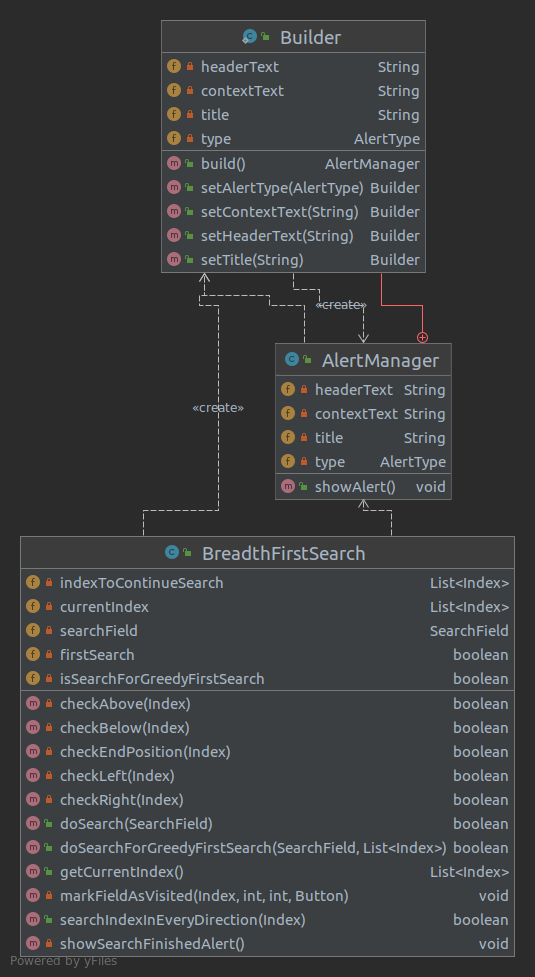 Builder
headerText String
contextText String
title String
type AlertType
build() AlertManager
setAlertType(AlertType) Builder
setContextText(String) Builder
setHeaderText(String) Builder
setTitle(String) Builder
«create»
AlertManager
headerText String
contextText String
title String
type AlertType
showAlert() void
«create»
BreadthFirstSearch
indexToContinueSearch List<Index>
currentIndex List<Index>
searchField SearchField
firstSearch boolean
isSearchForGreedyFirstSearch boolean
checkAbove(Index) boolean
checkBelow(Index) boolean
checkEndPosition(Index) boolean
checkLeft(Index) boolean
checkRight(Index) boolean
doSearch(SearchField) boolean
doSearchForGreedyFirstSearch(SearchField, List<Index>) boolean
getCurrentIndex() List<Index>
markFieldAsVisited(Index, int, int, Button) void
searchIndexInEveryDirection(Index) boolean
showSearchFinishedAlert() void
Powered by yFiles